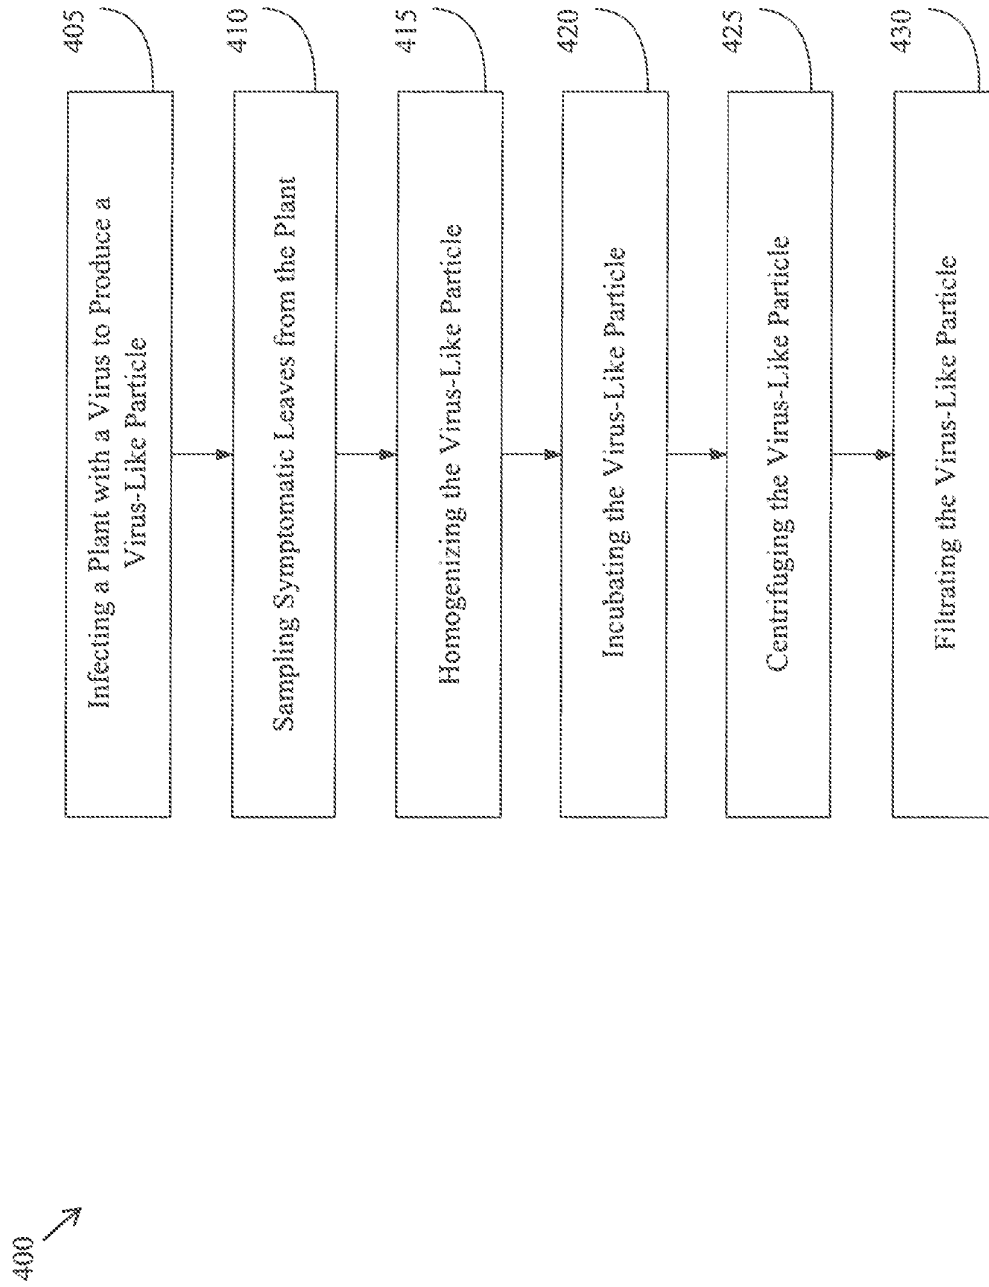 400
405
Infecting a Plant with a Virus to Produce a
Virus-Like Particle
410
Sampling Symptomatic Leaves from the Plant
415
Homogenizing the Virus-Like Particle
420
Incubating the Virus-Like Particle
425
Centrifuging the Virus-Like Particle
430
Filtrating the Virus-Like Particle